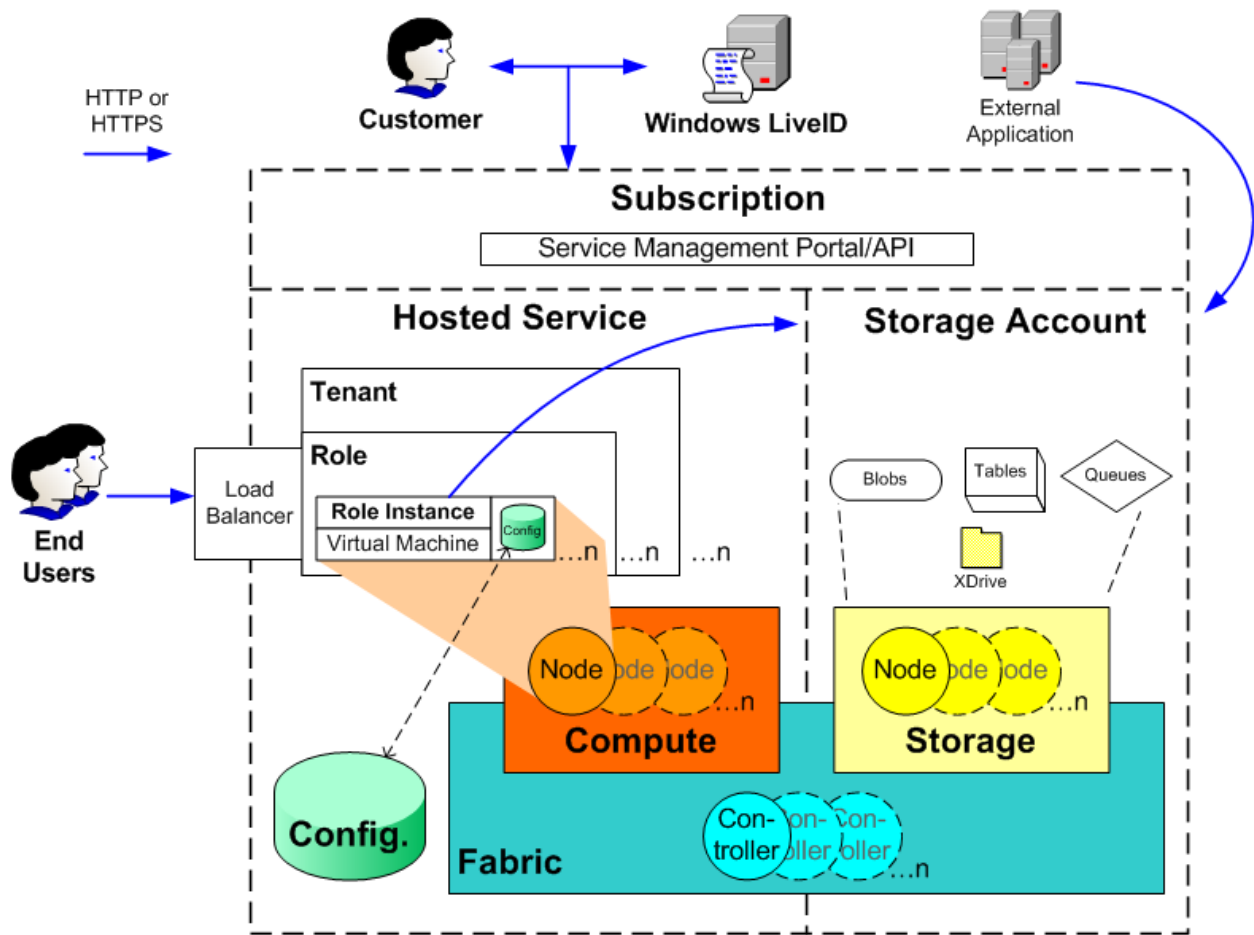 HTTP or
HTTPS
Customer
Windows LiveID
External
Application
Subscription
Service Management Portal/API
Hosted Service
Storage Account
Tenant
Role
Load
Balancer
Role Instance
Virtual Machine
Config
...n
...n
...n
End
Users
Blobs
Tables
Queues
XDrive
Node
ode
ode
...n
Compute
Node
ode
ode
...n
Storage
Config.
Con-
troller
on-
oller
Con-
oller
...n
Fabric